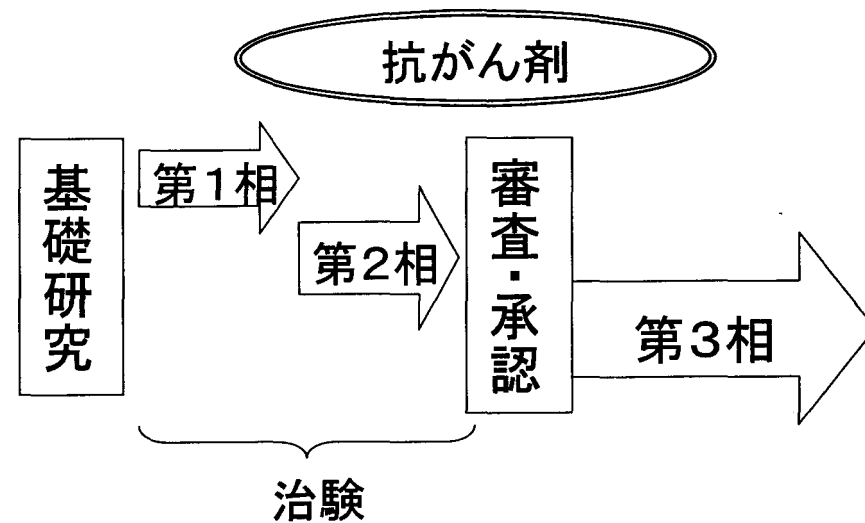 抗がん剤
基礎研究
第1相
第2相
審査・承認
第3相
治験